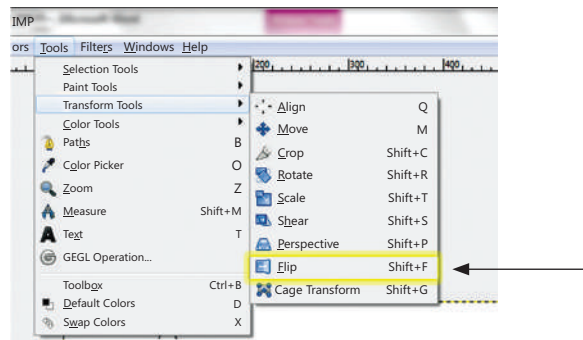 IMP
ors Tools Filters Windows Help
200 300 400
Selection Tools
Paint Tools
Transform Tools
Color Tools
Paths B
Color Picker O
Zoom Z
Measure Shift+M
Text T
GEGL Operation...
Toolbox Ctrl+B
Default Colors D
Swap Colors X
Align Q
Move M
Crop Shift+C
Rotate Shift+R
Scale Shift+T
Shear Shift+S
Perspective Shift+P
Flip Shift+F
Cage Transform Shift+G